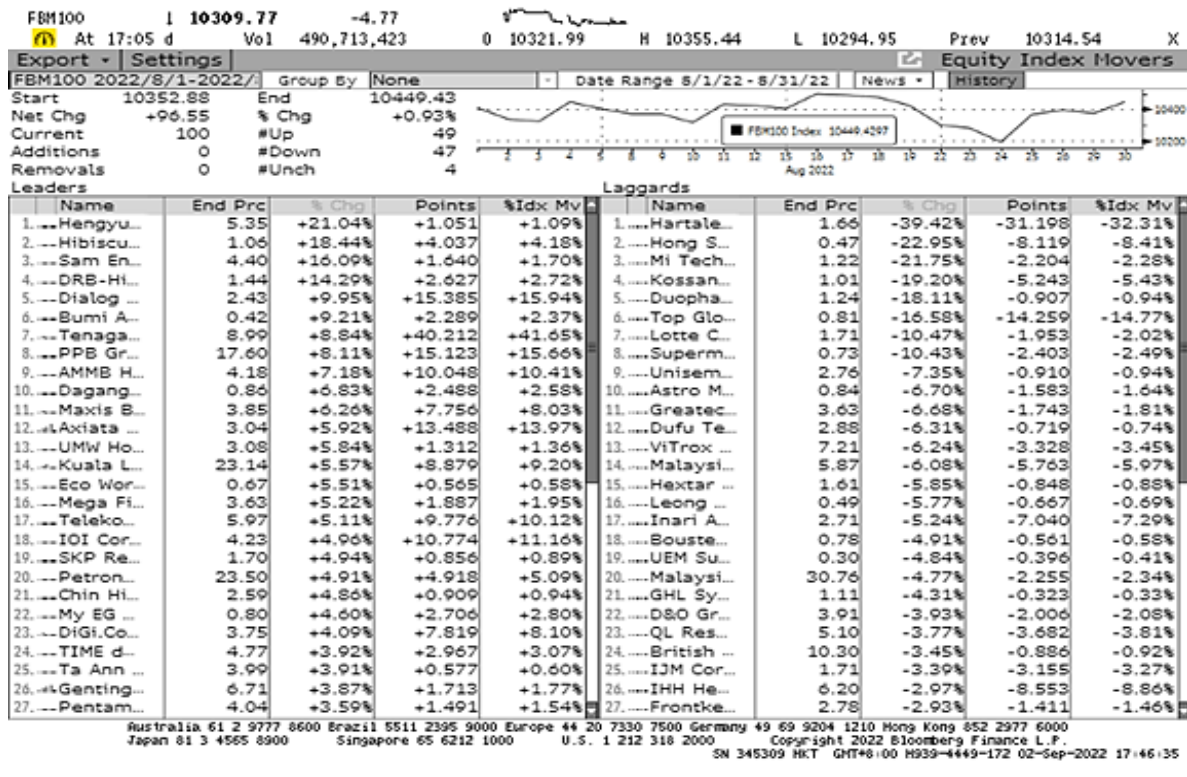 FBM100 ↓ 10309.77 -4.77
At 17:05 d Vol 490,713,423 O 10321.99 H 10355.44 L 10294.95 Prev 10314.54 X
Export Settings Equity Index Movers
FBM100 2022/8/1-2022/ Group By None Date Range 8/1/22-8/31/22 News History
Start 10352.88 End 10449.43
Net Chg +96.55 % Chg +0.93%
Current 100 #Up 49
Additions 0 #Down 47
Removals 0 #Unch 4
10400
FBM100 Index 10449.4297
10200
2 3 4 5 8 9 10 11 12 15 16 17 18 19 22 23 24 25 26 29 30
Aug 2022
Leaders Laggards
Name End Prc % Chg Points %Idx Mv Name End Prc % Chg Points %Idx Mv
1. Hengyu... 5.35 +21.04% +1.051 +1.09% 1. Hartale... 1.66 -39.42% -31.198 -32.31%
2. Hibiscu... 1.06 +18.44% +4.037 +4.18% 2. Hong S... 0.47 -22.95% -8.119 -8.41%
3. Sam En... 4.40 +16.09% +1.640 +1.70% 3. Mi Tech... 1.22 -21.75% -2.204 -2.28%
4. DRB-Hi... 1.44 +14.29% +2.627 +2.72% 4. Kossan... 1.01 -19.20% -5.243 -5.43%
5. Dialog ... 2.43 +9.95% +15.385 +15.94% 5. Duopha... 1.24 -18.11% -0.907 -0.94%
6. Bumi A... 0.42 +9.21% +2.289 +2.37% 6. Top Glo... 0.81 -16.58% -14.259 -14.77%
7. Tenaga... 8.99 +8.84% +40.212 +41.65% 7. Lotte C... 1.71 -10.47% -1.953 -2.02%
8. PPB Gr... 17.60 +8.11% +15.123 +15.66% 8. Superm... 0.73 -10.43% -2.403 -2.49%
9. AMMB H... 4.18 +7.18% +10.048 +10.41% 9. Unisem... 2.76 -7.35% -0.910 -0.94%
10. Dagang... 0.86 +6.83% +2.488 +2.58% 10. Astro M... 0.84 -6.70% -1.583 -1.64%
11. Maxis B... 3.85 +6.26% +7.756 +8.03% 11. Greatec... 3.63 -6.68% -1.743 -1.81%
12. Axiata ... 3.04 +5.92% +13.488 +13.97% 12. Dufu Te... 2.88 -6.31% -0.719 -0.74%
13. UMW Ho... 3.08 +5.84% +1.312 +1.36% 13. ViTrox ... 7.21 -6.24% -3.328 -3.45%
14. Kuala L... 23.14 +5.57% +8.879 +9.20% 14. Malaysi... 5.87 -6.08% -5.763 -5.97%
15. Eco Wor... 0.67 +5.51% +0.565 +0.58% 15. Hextar ... 1.61 -5.85% -0.848 -0.88%
16. Mega Fi... 3.63 +5.22% +1.887 +1.95% 16. Leong ... 0.49 -5.77% -0.667 -0.69%
17. Teleko... 5.97 +5.11% +9.776 +10.12% 17. Inari A... 2.71 -5.24% -7.040 -7.29%
18. IOI Cor... 4.23 +4.96% +10.774 +11.16% 18. Bouste... 0.78 -4.91% -0.561 -0.58%
19. SKP Re... 1.70 +4.94% +0.856 +0.89% 19. UEM Su... 0.30 -4.84% -0.396 -0.41%
20. Petron... 23.50 +4.91% +4.918 +5.09% 20. Malaysi... 30.76 -4.77% -2.255 -2.34%
21. Chin Hi... 2.59 +4.86% +0.909 +0.94% 21. GHL Sy... 1.11 -4.31% -0.323 -0.33%
22. My EG ... 0.80 +4.60% +2.706 +2.80% 22. D&O Gr... 3.91 -3.93% -2.006 -2.08%
23. DiGi.Co... 3.75 +4.09% +7.819 +8.10% 23. QL Res... 5.10 -3.77% -3.682 -3.81%
24. TIME d... 4.77 +3.92% +2.967 +3.07% 24. British ... 10.30 -3.45% -0.886 -0.92%
25. Ta Ann ... 3.99 +3.91% +0.577 +0.60% 25. IJM Cor... 1.71 -3.39% -3.155 -3.27%
26. Genting... 6.71 +3.87% +1.713 +1.77% 26. IHH He... 6.20 -2.97% -8.553 -8.86%
27. Pentam... 4.04 +3.59% +1.491 +1.54% 27. Frontke... 2.78 -2.93% -1.411 -1.46%
Australia 61 2 9777 8600 Brazil 5511 2395 9000 Europe 44 20 7330 7500 Germany 49 69 9204 1210 Hong Kong 852 2977 6000
Japan 81 3 4565 8900 Singapore 65 6212 1000 U.S. 1 212 318 2000 Copyright 2022 Bloomberg Finance L.P.
SN 345309 HKT GMT+8:00 H939-4449-172 02-Sep-2022 17:46:35